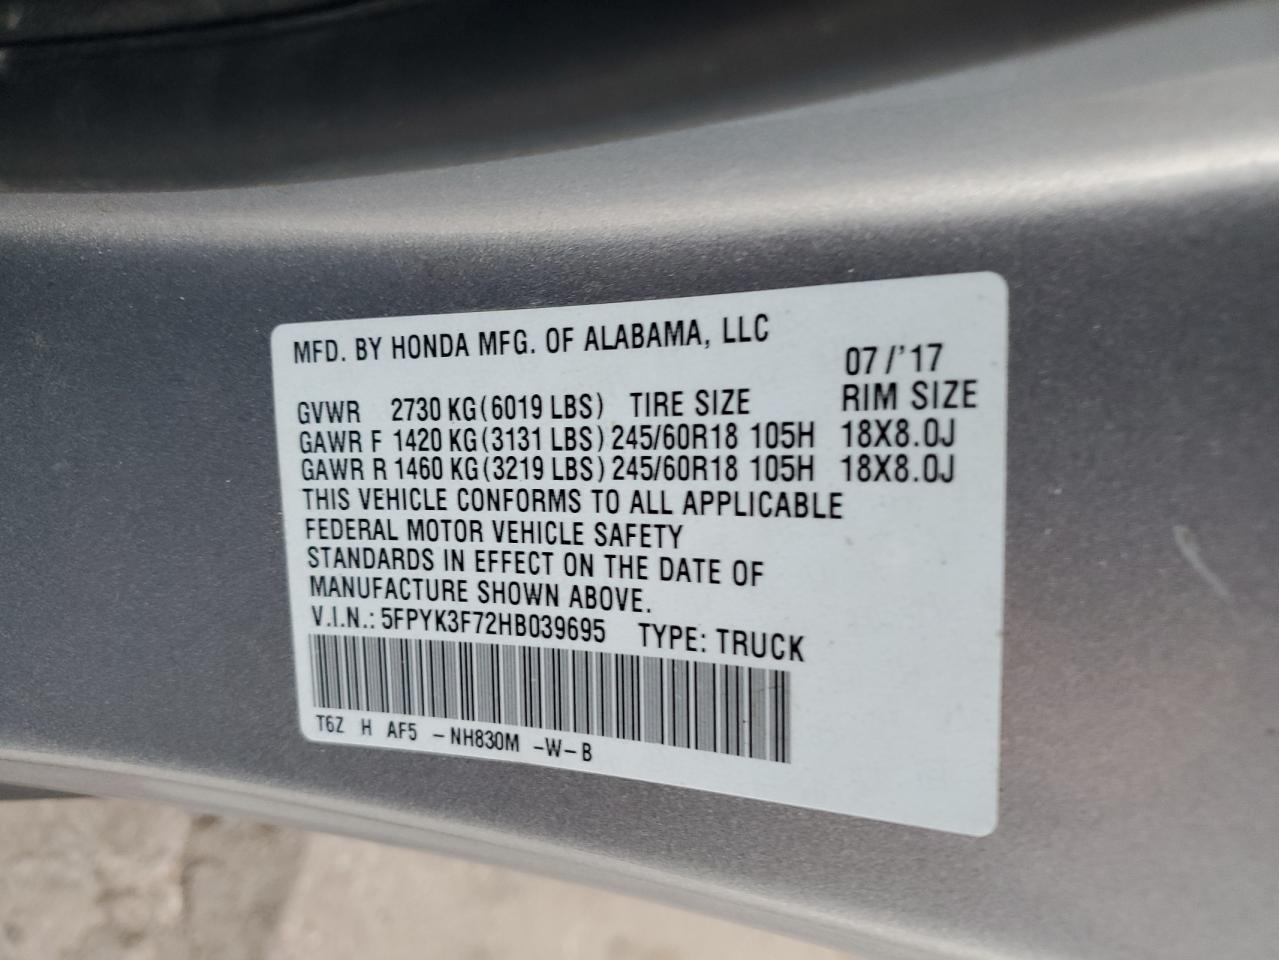 MFD. BY HONDA MFG. OF ALABAMA, LLC 07/'17
GVWR 2730 KG(6019 LBS) TIRE SIZE RIM SIZE
GAWR F 1420 KG(3131 LBS) 245/60R18 105H 18X8.0J
GAWR R 1460 KG(3219 LBS) 245/60R18 105H 18X8.0J
THIS VEHICLE CONFORMS TO ALL APPLICABLE
FEDERAL MOTOR VEHICLE SAFETY
STANDARDS IN EFFECT ON THE DATE OF
MANUFACTURE SHOWN ABOVE.
V.I.N.: 5FPYK3F72HB039695 TYPE: TRUCK
T6Z H AF5 -NH830M -W-B